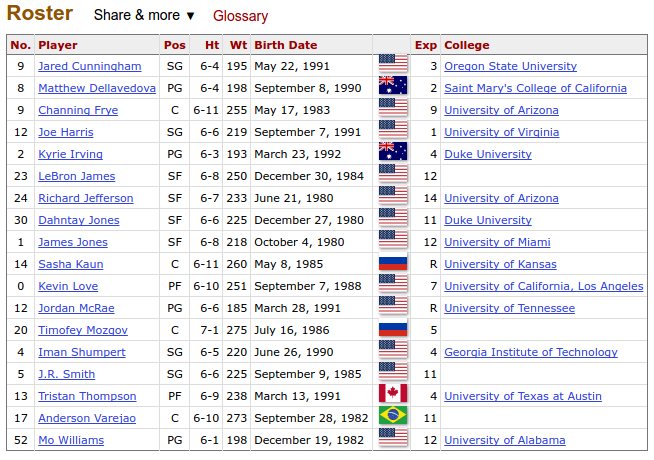 Roster Share & more ▼ Glossary
No. Player Pos Ht Wt Birth Date Exp College
9 Jared Cunningham SG 6-4 195 May 22, 1991 3 Oregon State University
8 Matthew Dellavedova PG 6-4 198 September 8, 1990 2 Saint Mary's College of California
9 Channing Frye C 6-11 255 May 17, 1983 9 University of Arizona
12 Joe Harris SG 6-6 219 September 7, 1991 1 University of Virginia
2 Kyrie Irving PG 6-3 193 March 23, 1992 4 Duke University
23 LeBron James SF 6-8 250 December 30, 1984 12
24 Richard Jefferson SF 6-7 233 June 21, 1980 14 University of Arizona
30 Dahntay Jones SF 6-6 225 December 27, 1980 11 Duke University
1 James Jones SF 6-8 218 October 4, 1980 12 University of Miami
14 Sasha Kaun C 6-11 260 May 8, 1985 R University of Kansas
0 Kevin Love PF 6-10 251 September 7, 1988 7 University of California, Los Angeles
12 Jordan McRae PG 6-6 185 March 28, 1991 R University of Tennessee
20 Timofey Mozgov C 7-1 275 July 16, 1986 5
4 Iman Shumpert SG 6-5 220 June 26, 1990 4 Georgia Institute of Technology
5 J.R. Smith SG 6-6 225 September 9, 1985 11
13 Tristan Thompson PF 6-9 238 March 13, 1991 4 University of Texas at Austin
17 Anderson Varejao C 6-10 273 September 28, 1982 11
52 Mo Williams PG 6-1 198 December 19, 1982 12 University of Alabama